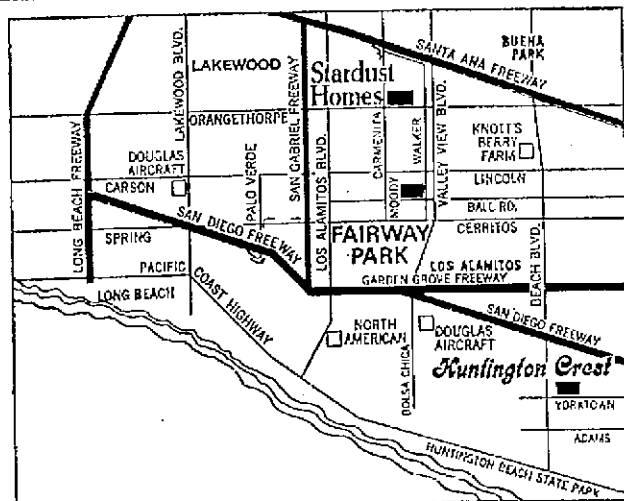 BUENA
PARK
SANTA ANA FREEWAY
LAKEWOOD BLVD.
LAKEWOOD
SAN GABRIEL FREEWAY
Stardust
Homes
ORANGETHORPE
LOS ALAMITOS BLVD.
CARMENITA
WALKER
VALLEY VIEW BLVD.
KNOTT'S
BERRY
FARM
LONG BEACH FREEWAY
DOUGLAS
AIRCRAFT
CARSON
PALO VERDE
MOODY
LINCOLN
BALL RD.
CERRITOS
SAN DIEGO FREEWAY
SPRING
FAIRWAY
PARK
LOS ALAMITOS
GARDEN GROVE FREEWAY
BEACH BLVD.
PACIFIC
COAST HIGHWAY
LONG BEACH
NORTH
AMERICAN
BOLSA CHICA
DOUGLAS
AIRCRAFT
SAN DIEGO FREEWAY
Huntington Crest
YORKTOWN
ADAMS
HUNTINGTON BEACH STATE PARK